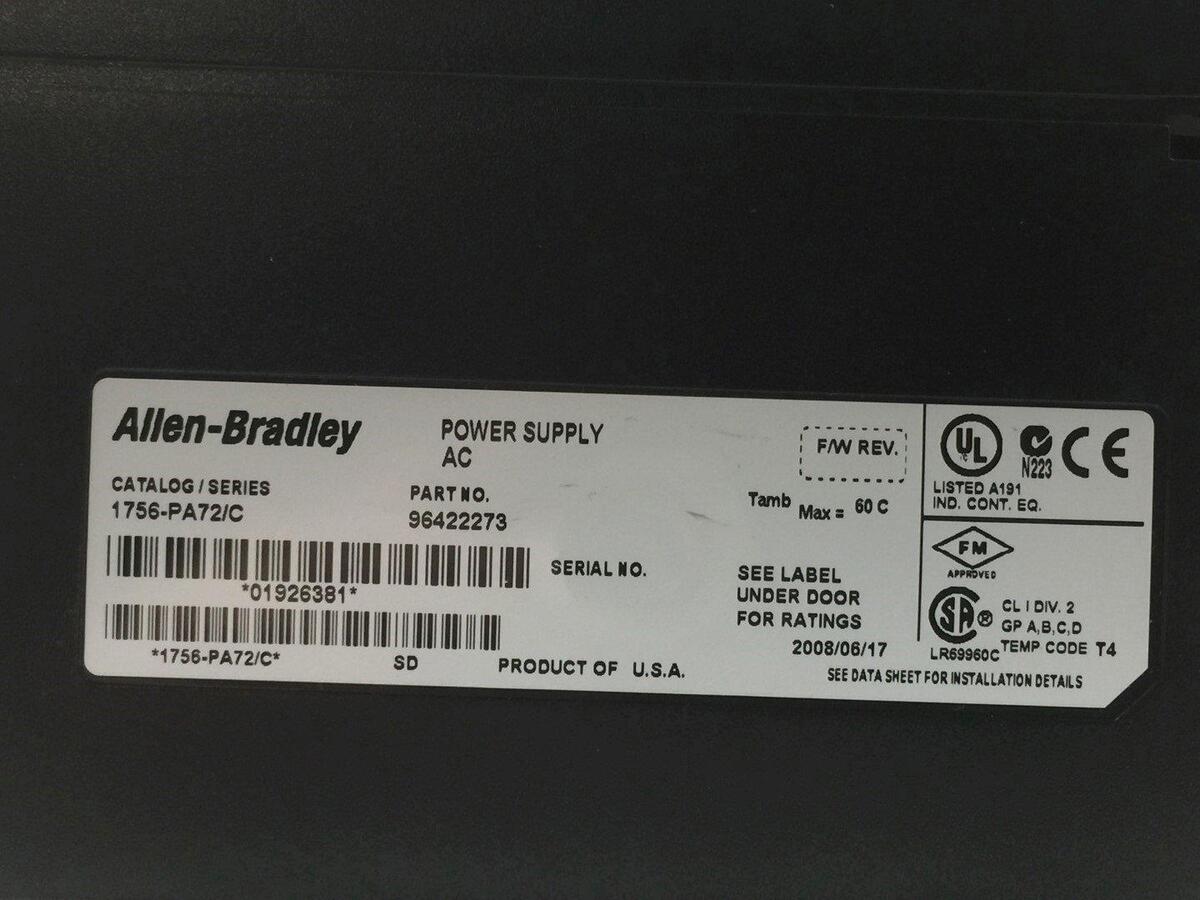 Allen-Bradley
POWER SUPPLY
AC
CATALOG / SERIES
1756-PA72/C
PART NO.
96422273
*01926381*
SERIAL NO.
*1756-PA72/C*
SD
PRODUCT OF U.S.A.
F/W REV.
Tamb Max = 60 C
SEE LABEL
UNDER DOOR
FOR RATINGS
2008/06/17
UL
N223
CE
LISTED A191
IND. CONT. EQ.
FM
APPROVED
SA ®
LR69960C
CL I DIV. 2
GP A,B,C,D
TEMP CODE T4
SEE DATA SHEET FOR INSTALLATION DETAILS